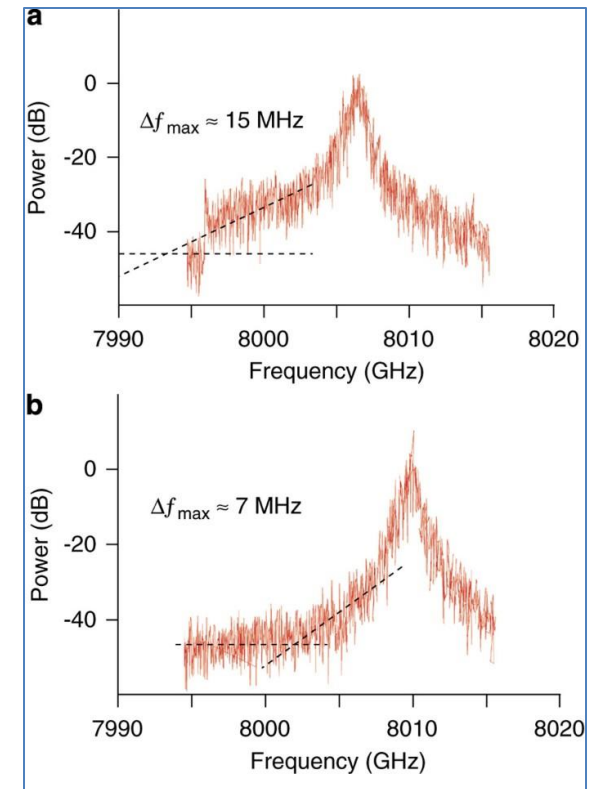 a
0
Δf max ≈ 15 MHz
-20
-40
Power (dB)
7990 8000 8010 8020
Frequency (GHz)
b
0
Δf max ≈ 7 MHz
-20
-40
Power (dB)
7990 8000 8010 8020
Frequency (GHz)